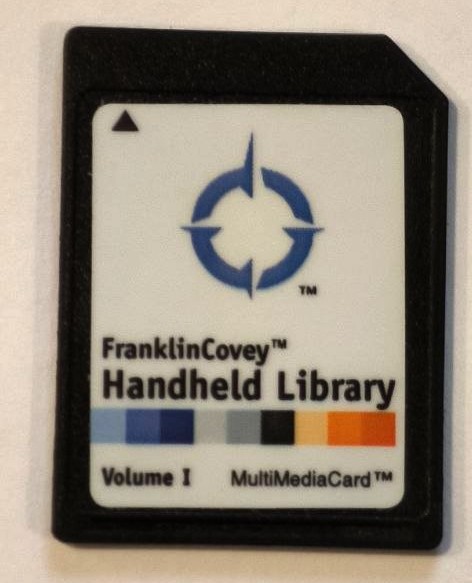 ™
FranklinCovey™
Handheld Library
Volume I MultiMediaCard™